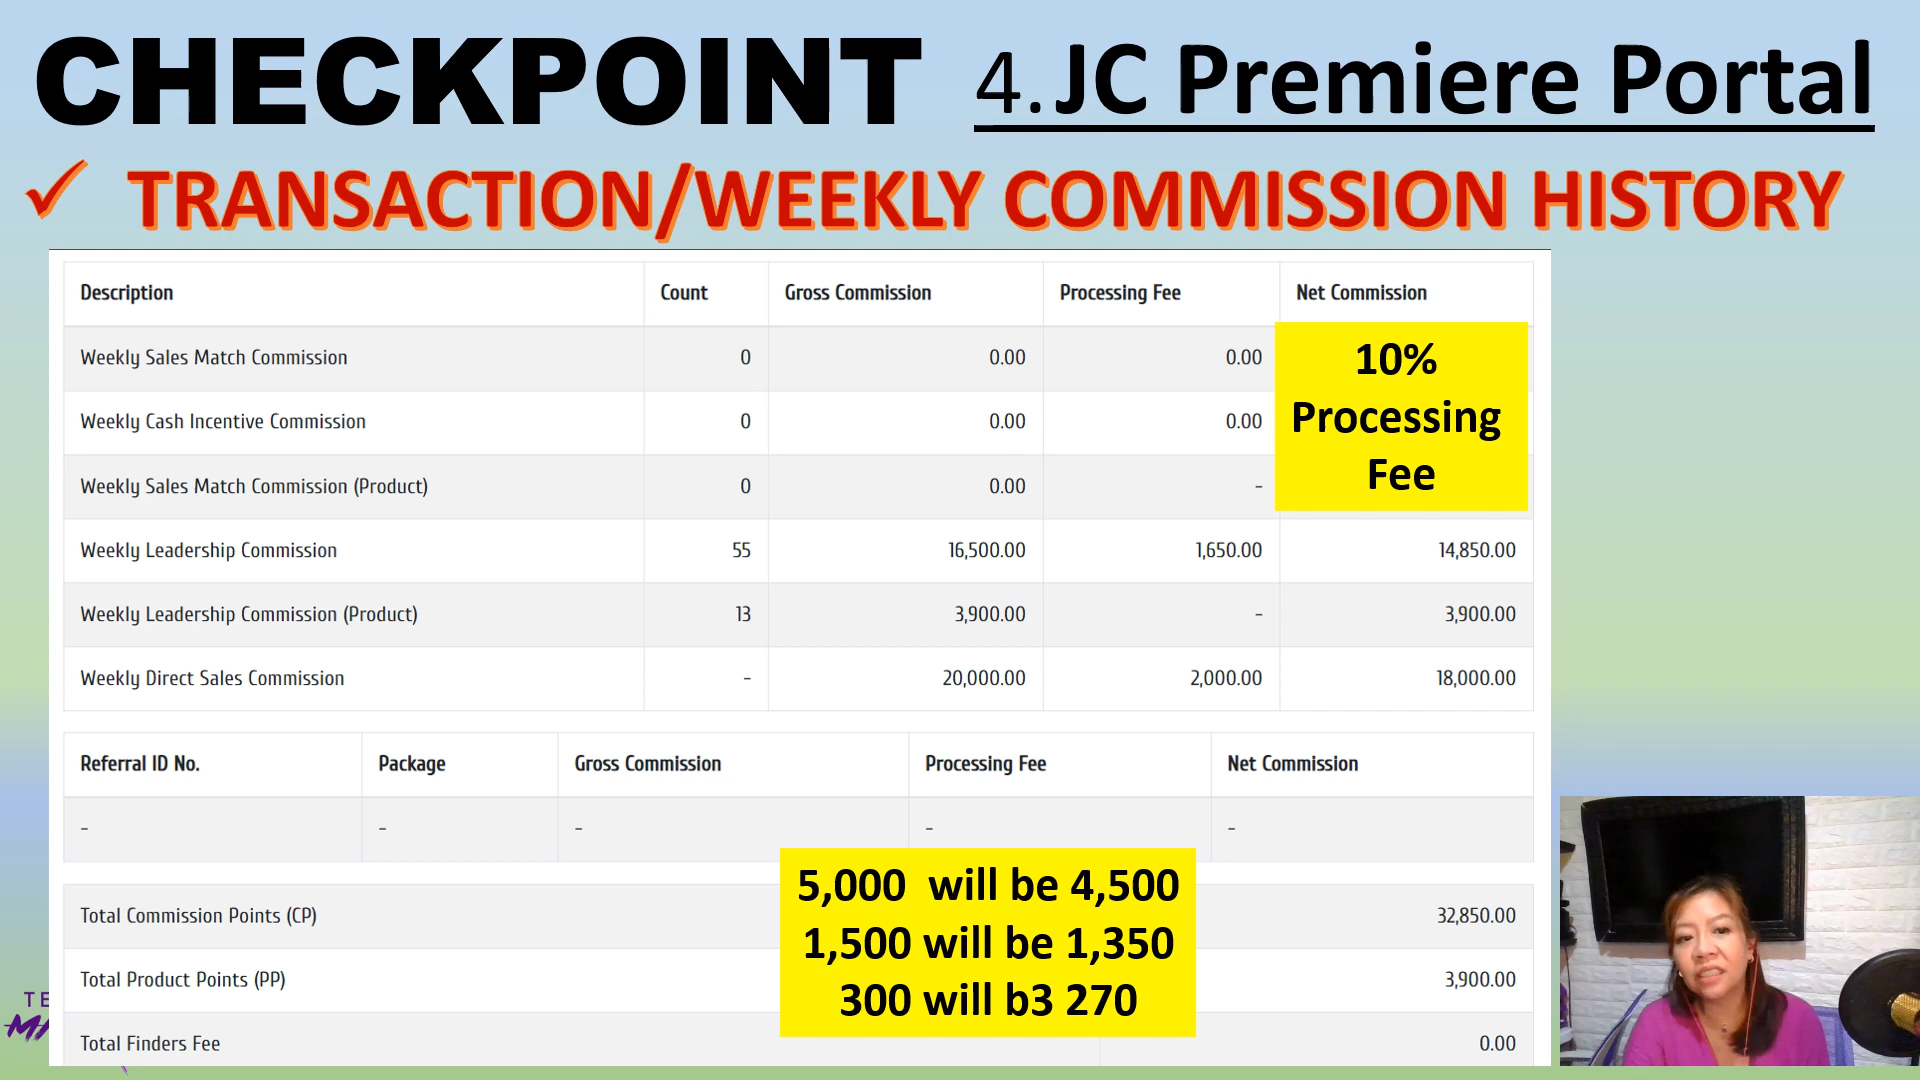 CHECKPOINT 4. JC Premiere Portal
✓ TRANSACTION/WEEKLY COMMISSION HISTORY
Description Count Gross Commission Processing Fee Net Commission
Weekly Sales Match Commission 0 0.00 0.00
Weekly Cash Incentive Commission 0 0.00 0.00
Weekly Sales Match Commission (Product) 0 0.00 -
10%
Processing
Fee
Weekly Leadership Commission 55 16,500.00 1,650.00 14,850.00
Weekly Leadership Commission (Product) 13 3,900.00 - 3,900.00
Weekly Direct Sales Commission - 20,000.00 2,000.00 18,000.00
Referral ID No. Package Gross Commission Processing Fee Net Commission
- - - - -
Total Commission Points (CP) 32,850.00
Total Product Points (PP) 3,900.00
Total Finders Fee 0.00
5,000 will be 4,500
1,500 will be 1,350
300 will b3 270